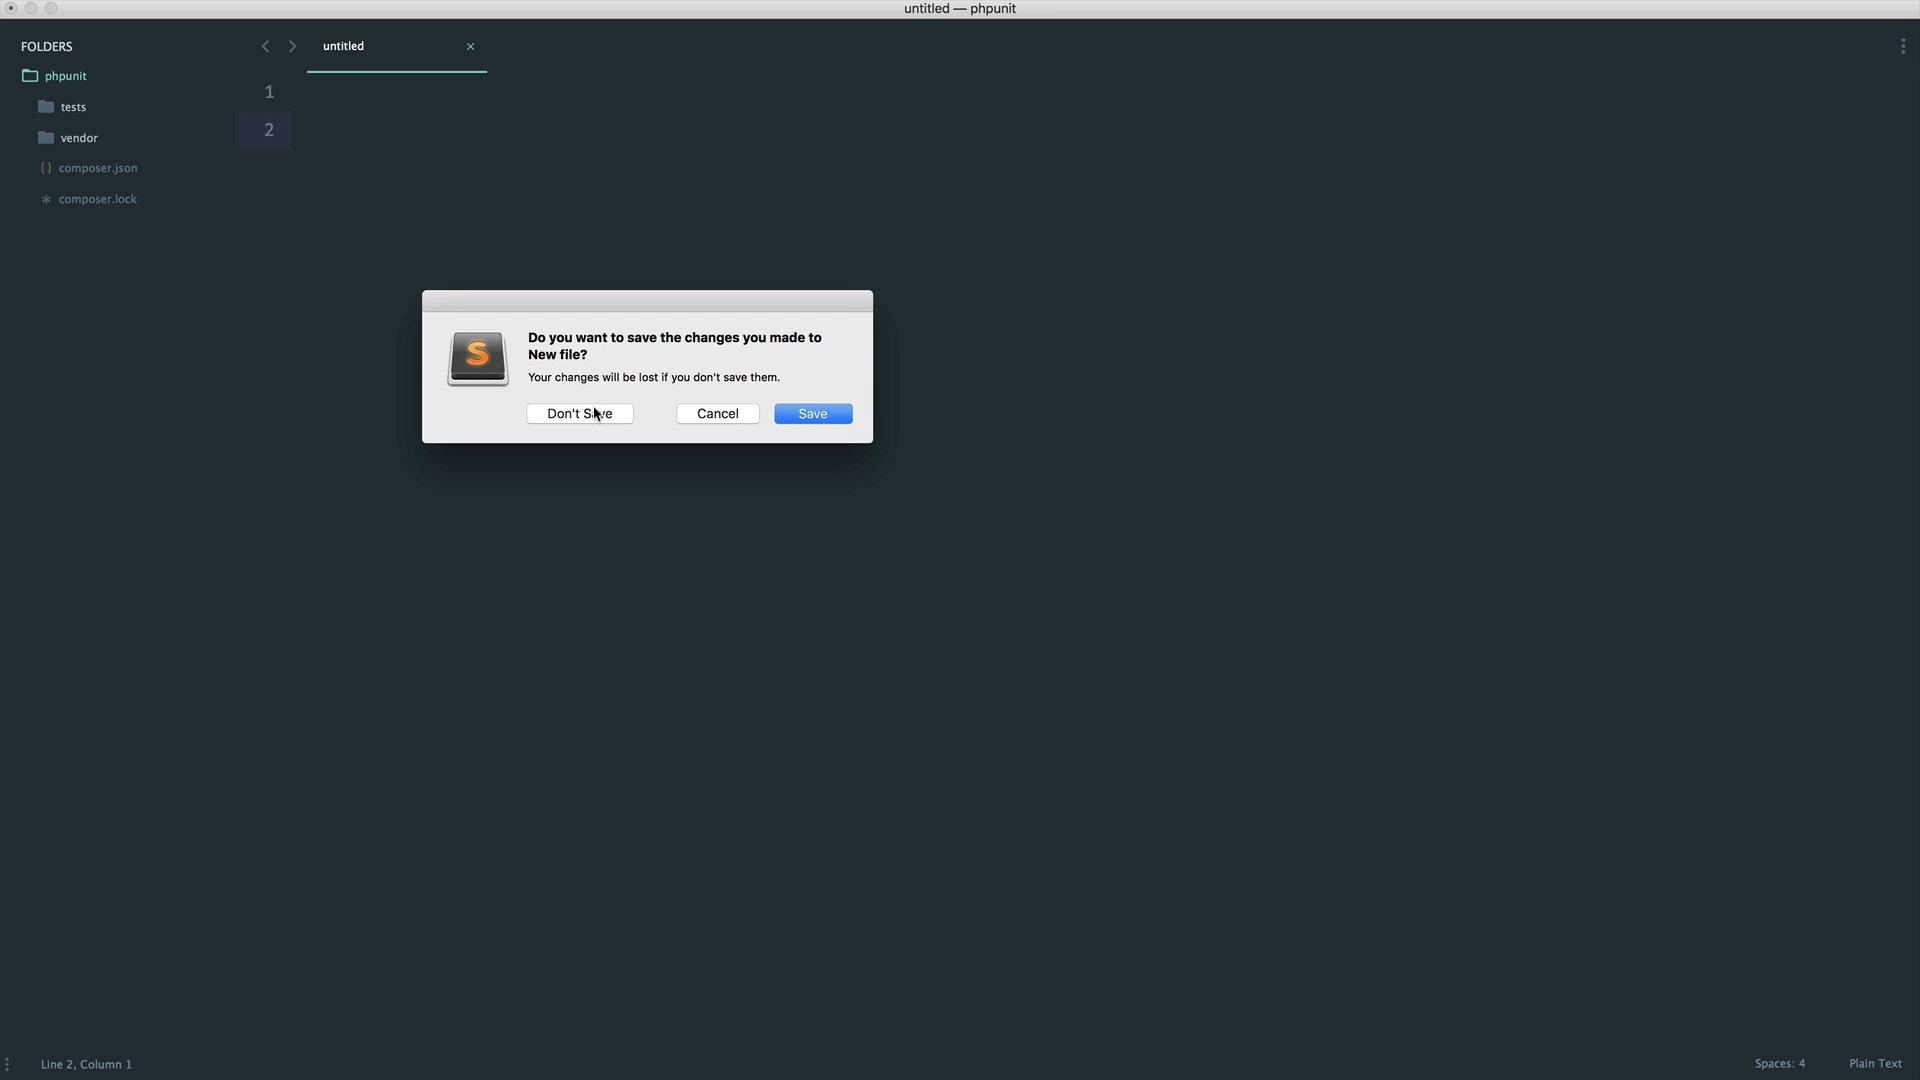 untitled — phpunit
FOLDERS
untitled ×
phpunit
tests
vendor
{} composer.json
* composer.lock
1
2
S
Do you want to save the changes you made to
New file?
Your changes will be lost if you don't save them.
Don't Save
Cancel
Save
Line 2, Column 1
Spaces: 4
Plain Text